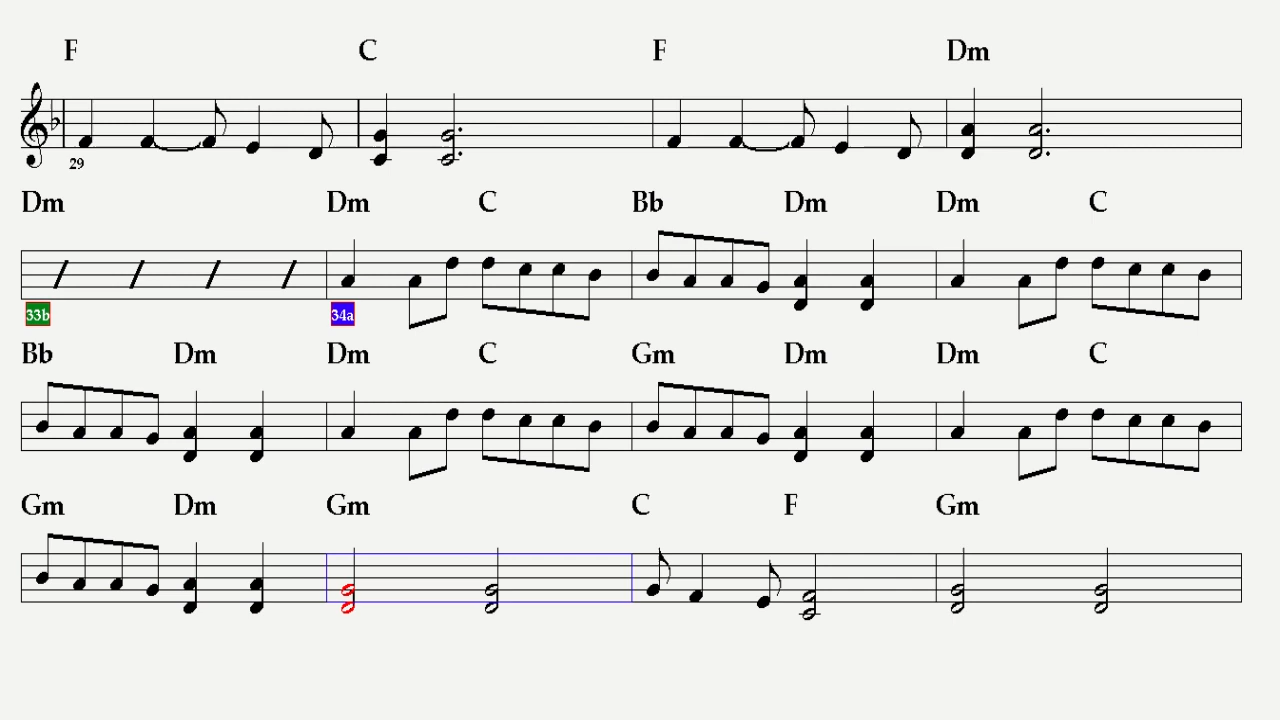 F C F Dm
29
Dm Dm C Bb Dm Dm C
33b 34a
Bb Dm Dm C Gm Dm Dm C
Gm Dm Gm C F Gm